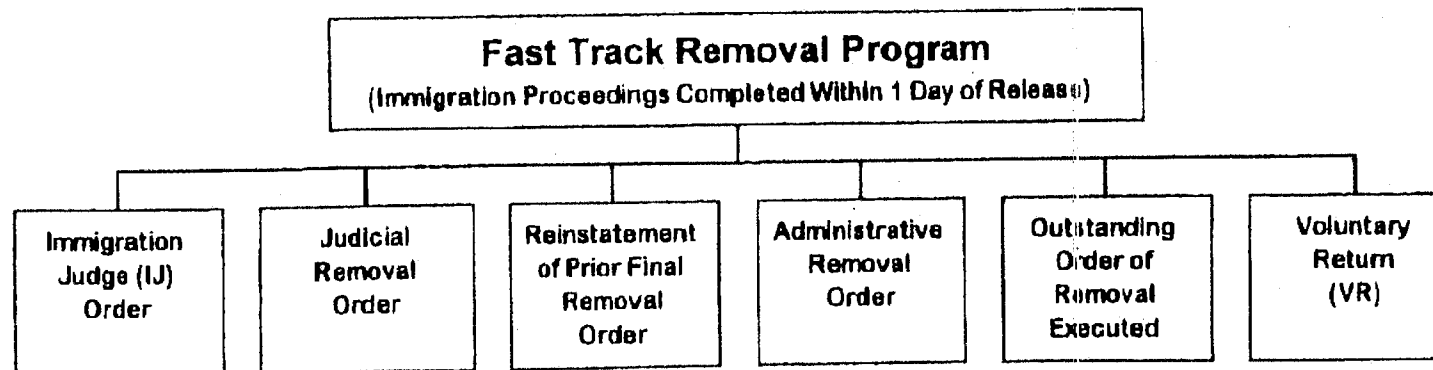 Fast Track Removal Program
(Immigration Proceedings Completed Within 1 Day of Release)
Immigration
Judge (IJ)
Order
Judicial
Removal
Order
Reinstatement
of Prior Final
Removal
Order
Administrative
Removal
Order
Outstanding
Order of
Removal
Executed
Voluntary
Return
(VR)